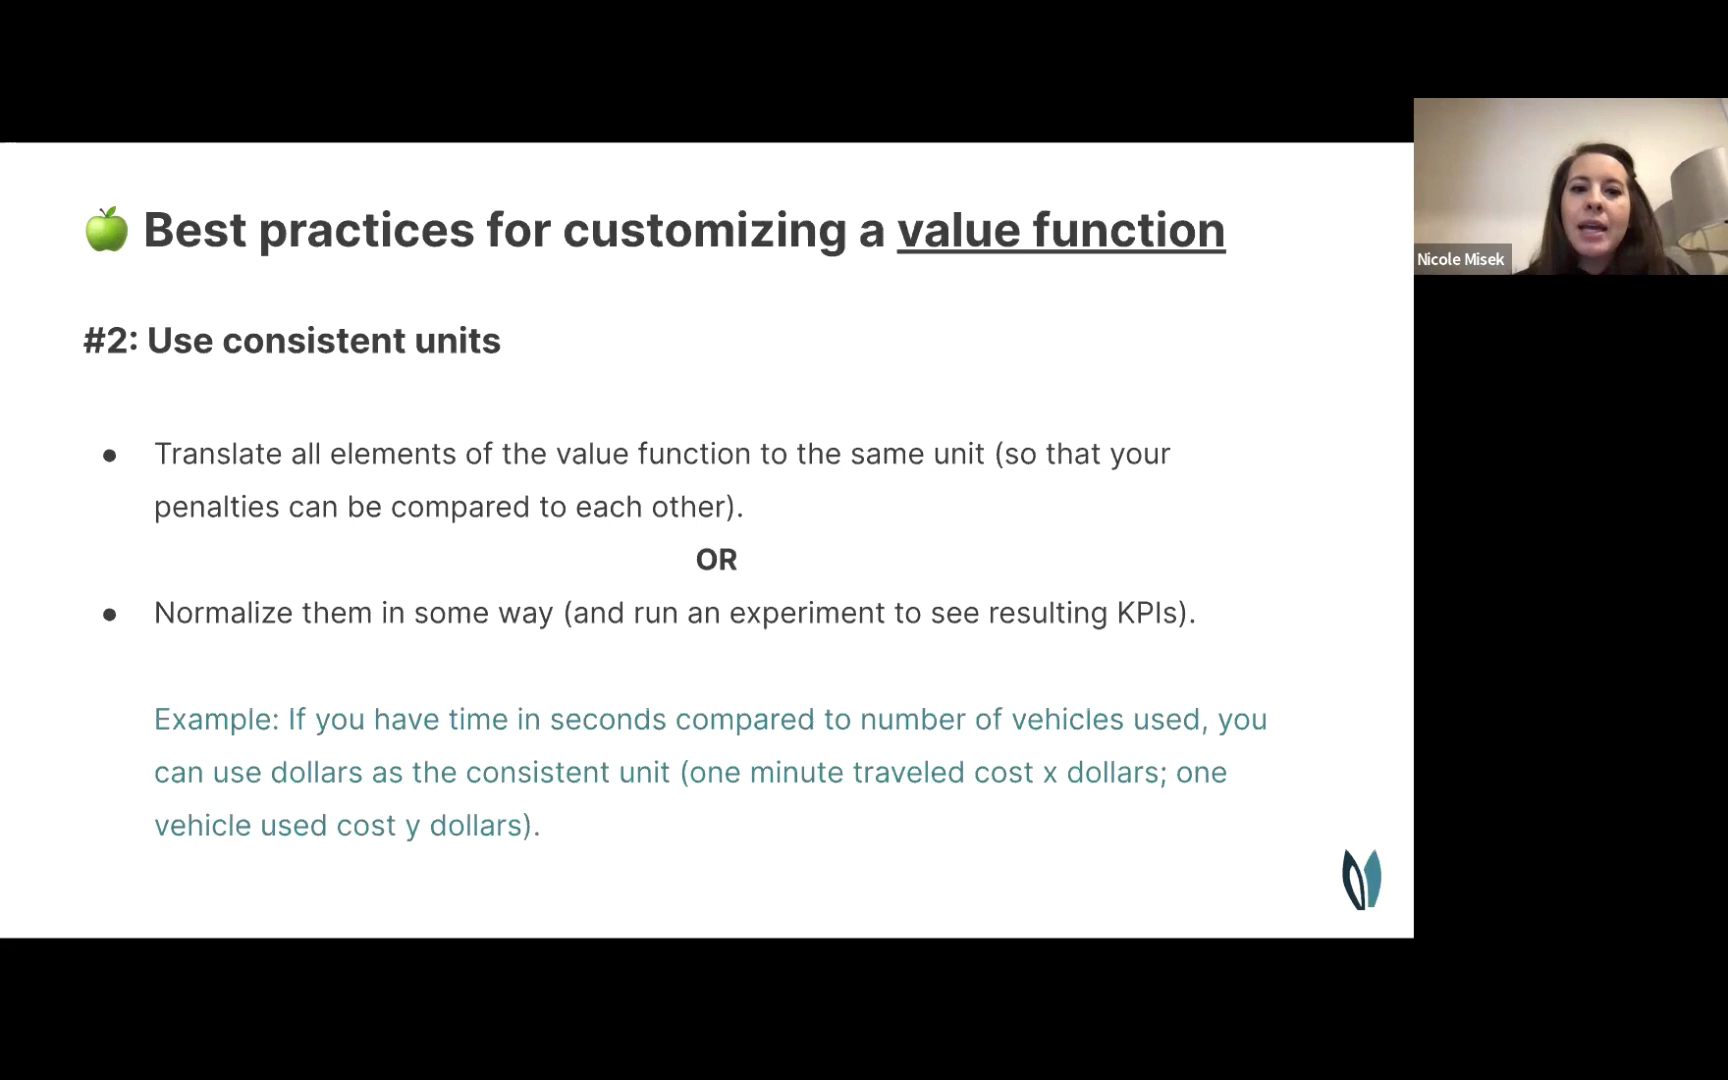 Best practices for customizing a value function
Nicole Misek
#2: Use consistent units
● Translate all elements of the value function to the same unit (so that your
penalties can be compared to each other).
OR
● Normalize them in some way (and run an experiment to see resulting KPIs).
Example: If you have time in seconds compared to number of vehicles used, you
can use dollars as the consistent unit (one minute traveled cost x dollars; one
vehicle used cost y dollars).